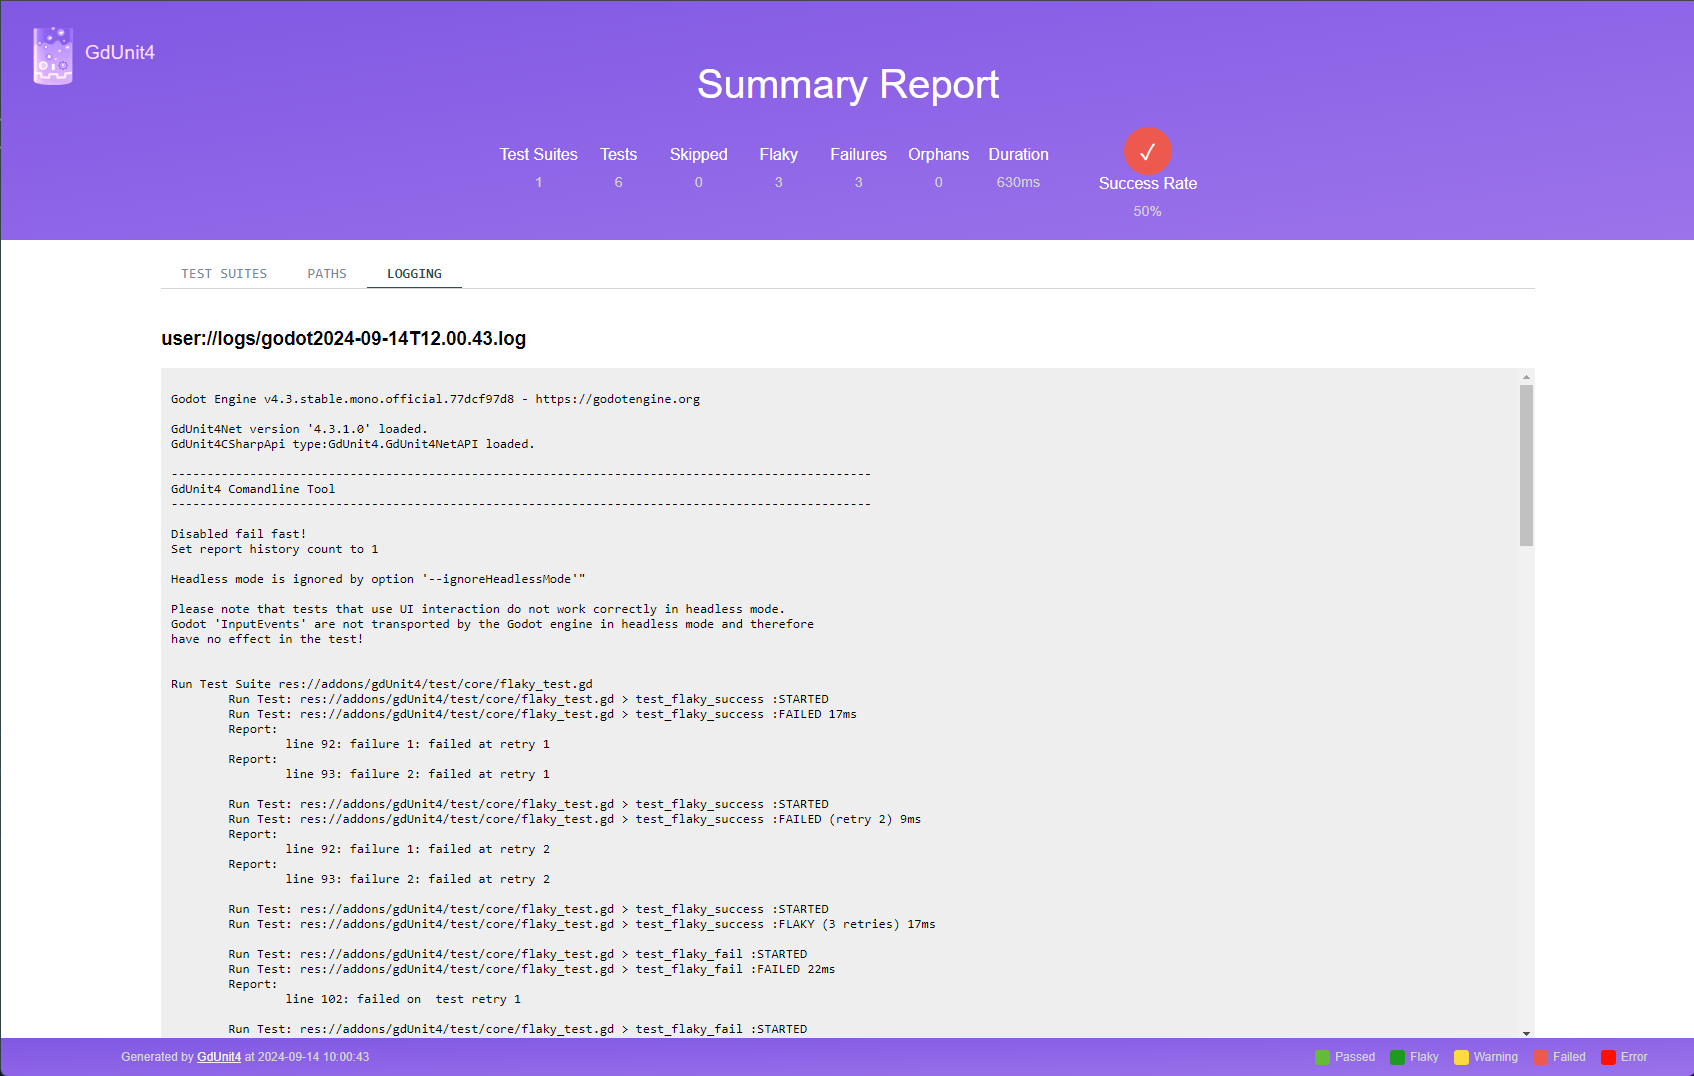 GdUnit4
Summary Report
Test Suites Tests Skipped Flaky Failures Orphans Duration
1 6 0 3 3 0 630ms
✓
Success Rate
50%
TEST SUITES PATHS LOGGING
user://logs/godot2024-09-14T12.00.43.log
Godot Engine v4.3.stable.mono.official.77dcf97d8 - https://godotengine.org
GdUnit4Net version '4.3.1.0' loaded.
GdUnit4CSharpApi type:GdUnit4.GdUnit4NetAPI loaded.
--------------------------------------------------------------------------------------------------
GdUnit4 Comandline Tool
--------------------------------------------------------------------------------------------------
Disabled fail fast!
Set report history count to 1
Headless mode is ignored by option '--ignoreHeadlessMode'"
Please note that tests that use UI interaction do not work correctly in headless mode.
Godot 'InputEvents' are not transported by the Godot engine in headless mode and therefore
have no effect in the test!
Run Test Suite res://addons/gdUnit4/test/core/flaky_test.gd
Run Test: res://addons/gdUnit4/test/core/flaky_test.gd > test_flaky_success :STARTED
Run Test: res://addons/gdUnit4/test/core/flaky_test.gd > test_flaky_success :FAILED 17ms
Report:
line 92: failure 1: failed at retry 1
Report:
line 93: failure 2: failed at retry 1
Run Test: res://addons/gdUnit4/test/core/flaky_test.gd > test_flaky_success :STARTED
Run Test: res://addons/gdUnit4/test/core/flaky_test.gd > test_flaky_success :FAILED (retry 2) 9ms
Report:
line 92: failure 1: failed at retry 2
Report:
line 93: failure 2: failed at retry 2
Run Test: res://addons/gdUnit4/test/core/flaky_test.gd > test_flaky_success :STARTED
Run Test: res://addons/gdUnit4/test/core/flaky_test.gd > test_flaky_success :FLAKY (3 retries) 17ms
Run Test: res://addons/gdUnit4/test/core/flaky_test.gd > test_flaky_fail :STARTED
Run Test: res://addons/gdUnit4/test/core/flaky_test.gd > test_flaky_fail :FAILED 22ms
Report:
line 102: failed on  test retry 1
Run Test: res://addons/gdUnit4/test/core/flaky_test.gd > test_flaky_fail :STARTED
Generated by GdUnit4 at 2024-09-14 10:00:43
Passed Flaky Warning Failed Error